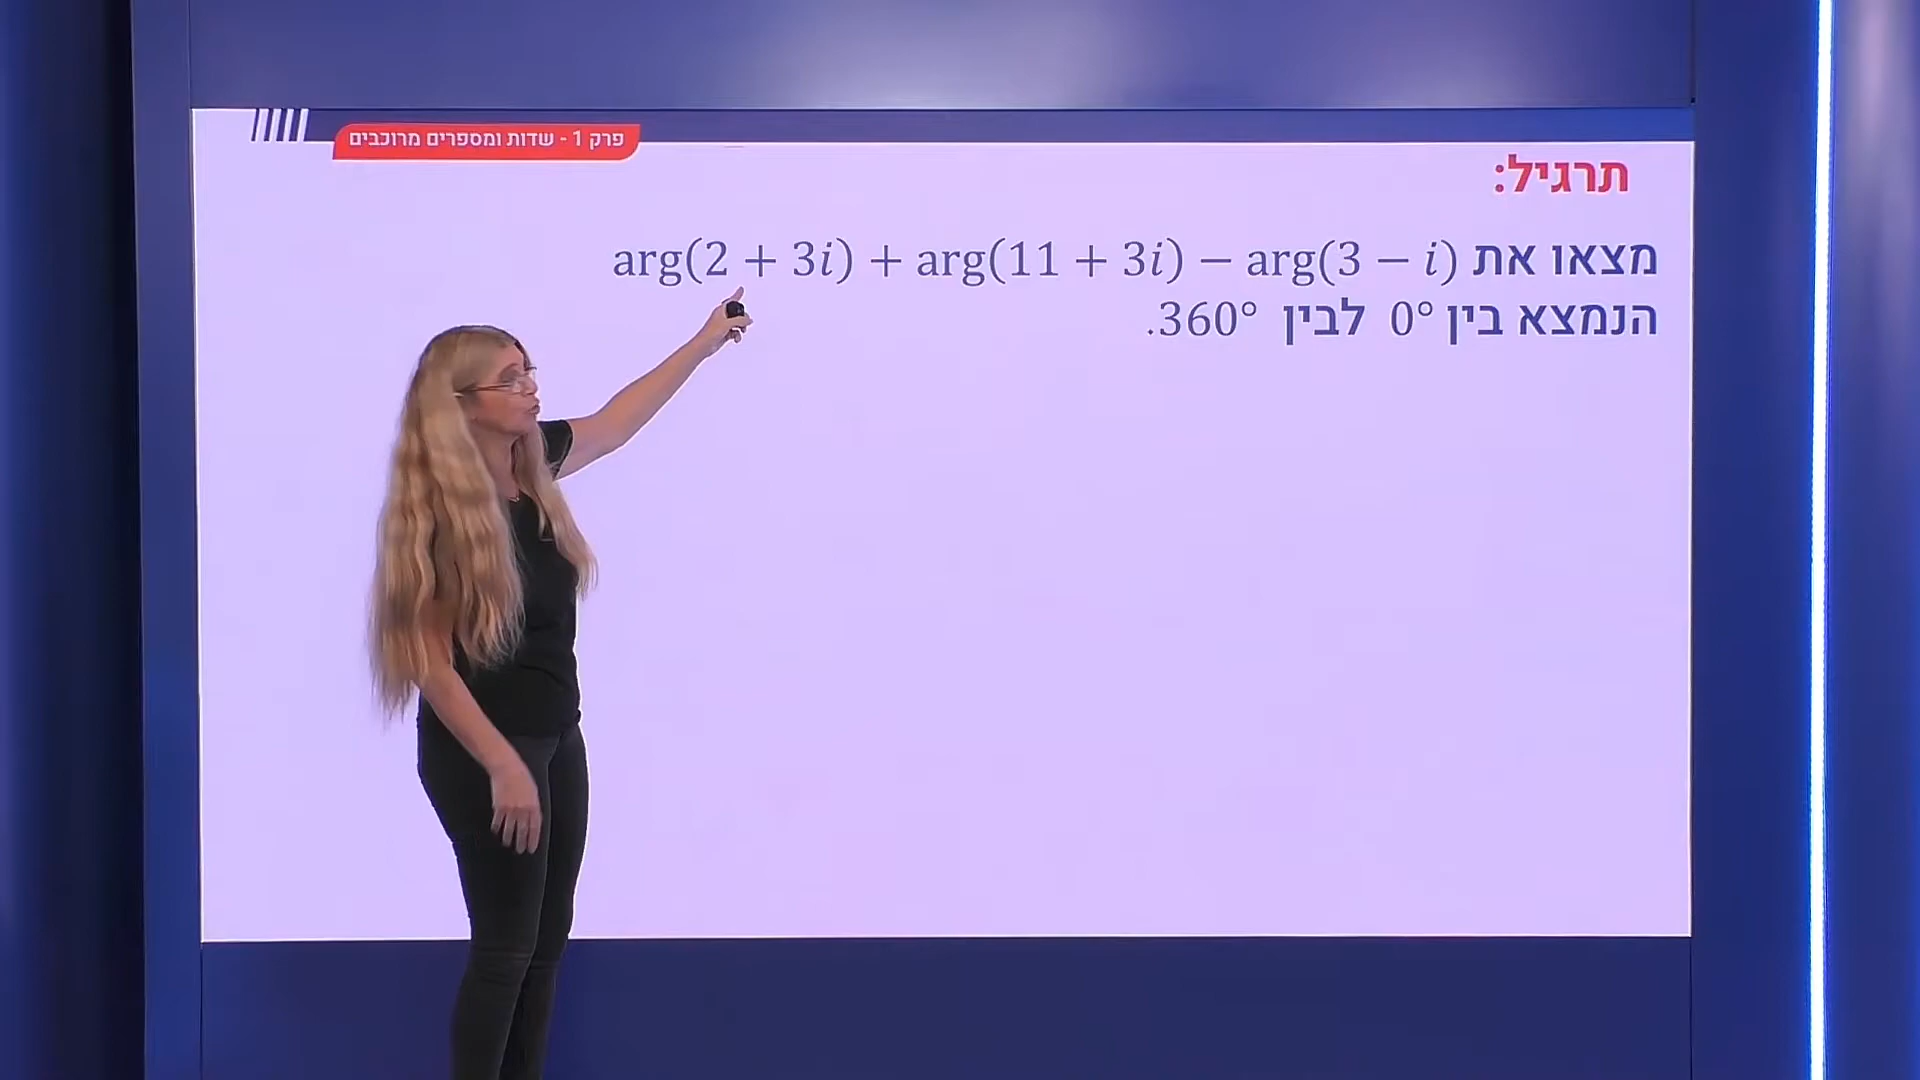 פרק 1 - שדות ומספרים מרוכבים
תרגיל:
מצאו את arg(2 + 3i) + arg(11 + 3i) − arg(3 − i)
הנמצא בין 0° לבין 360°.